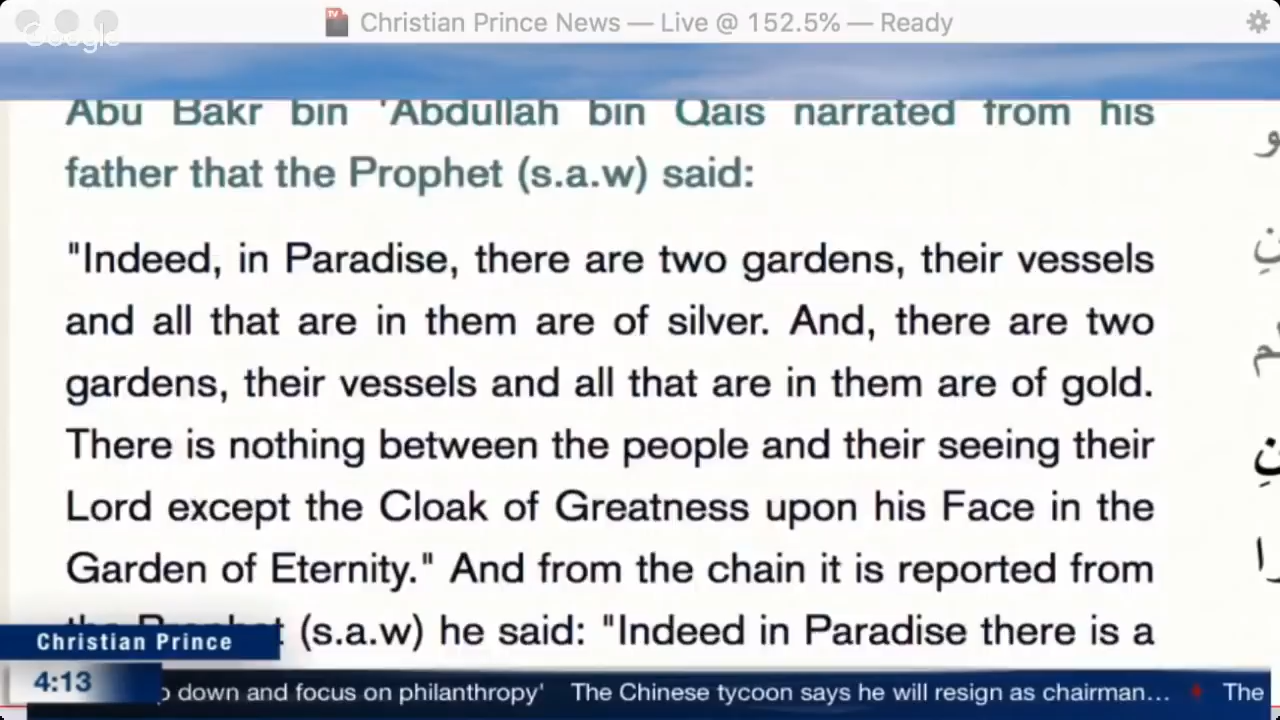 Christian Prince News — Live @ 152.5% — Ready
Google
Abu Bakr bin 'Abdullah bin Qais narrated from his
father that the Prophet (s.a.w) said:
"Indeed, in Paradise, there are two gardens, their vessels
and all that are in them are of silver. And, there are two
gardens, their vessels and all that are in them are of gold.
There is nothing between the people and their seeing their
Lord except the Cloak of Greatness upon his Face in the
Garden of Eternity." And from the chain it is reported from
the Prophet (s.a.w) he said: "Indeed in Paradise there is a
Christian Prince
4:13
down and focus on philanthropy' The Chinese tycoon says he will resign as chairman... The